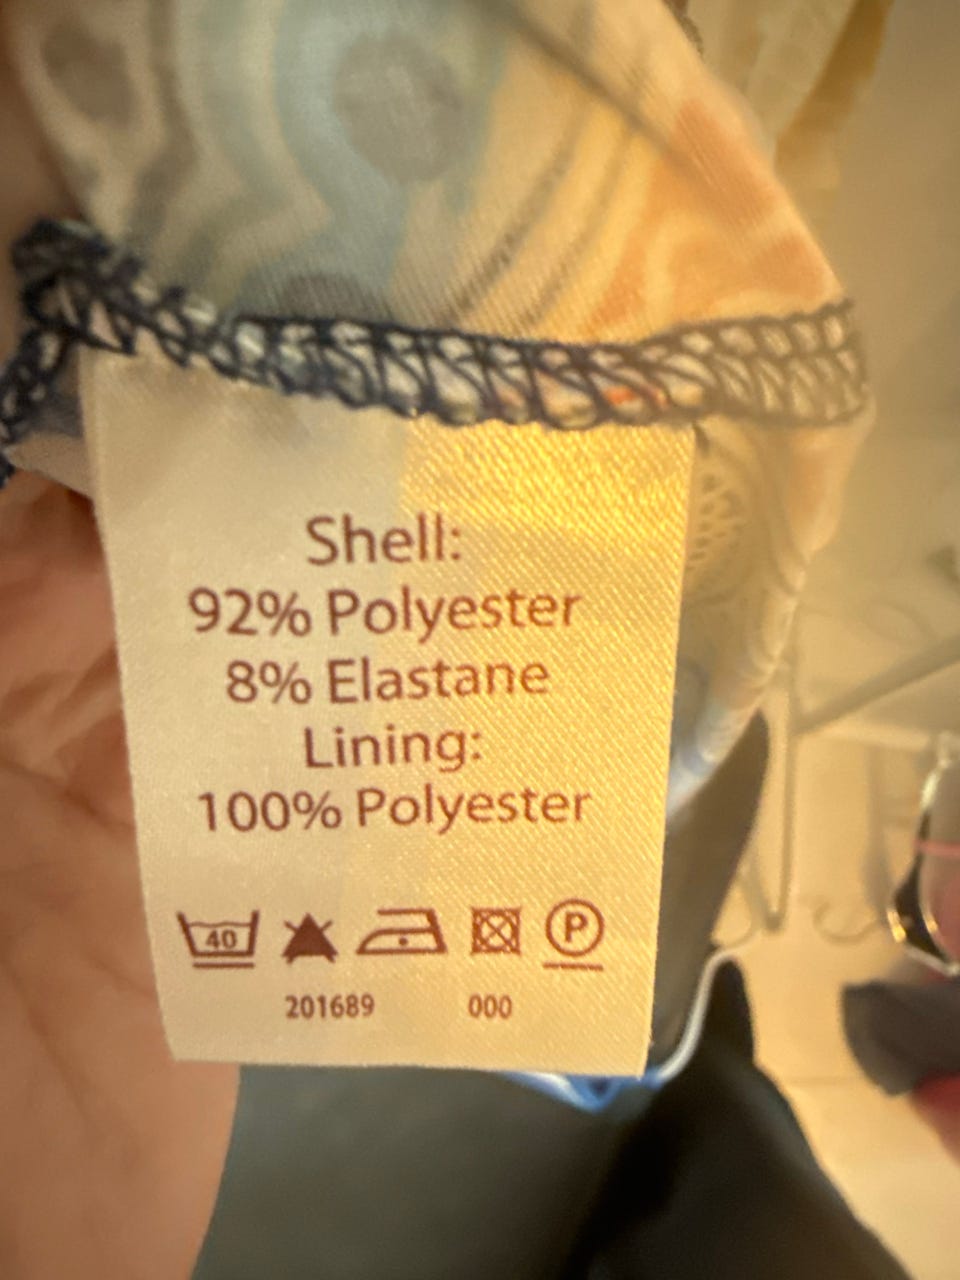 Shell:
92% Polyester
8% Elastane
Lining:
100% Polyester
40 P
201689 000